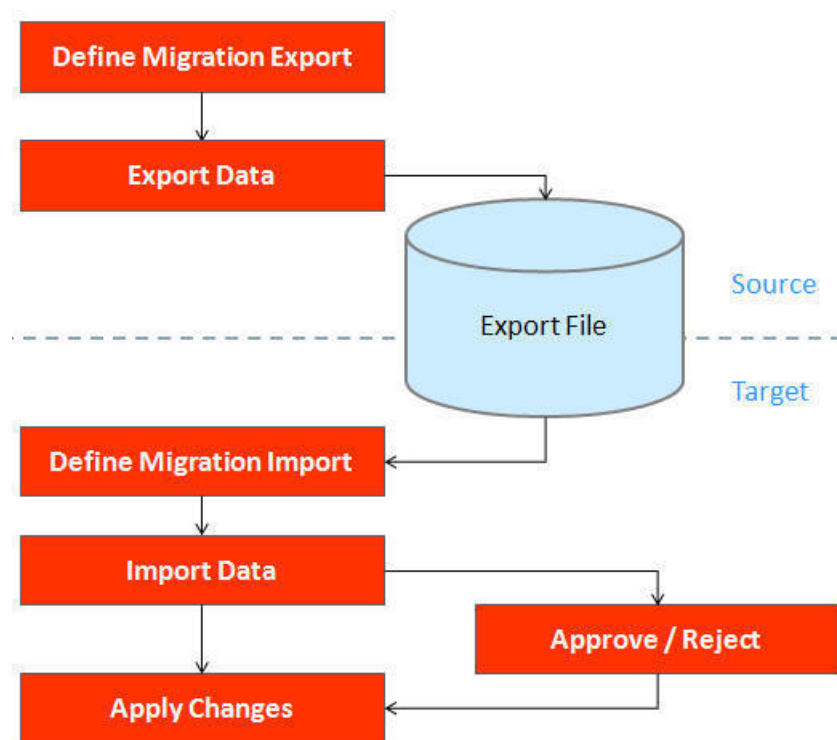 Define Migration Export
Export Data
Source
Export File
Target
Define Migration Import
Import Data
Approve / Reject
Apply Changes